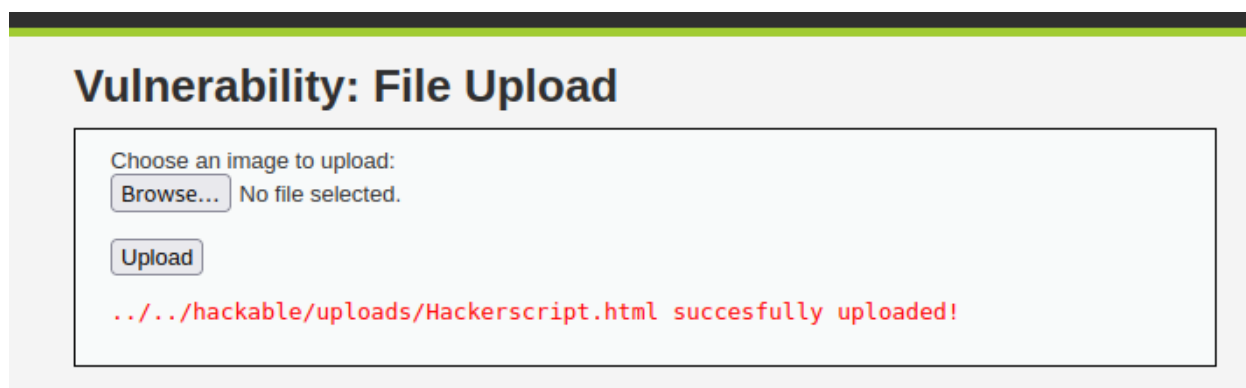 Vulnerability: File Upload
Choose an image to upload:
Browse... No file selected.
Upload
../../hackable/uploads/Hackerscript.html succesfully uploaded!